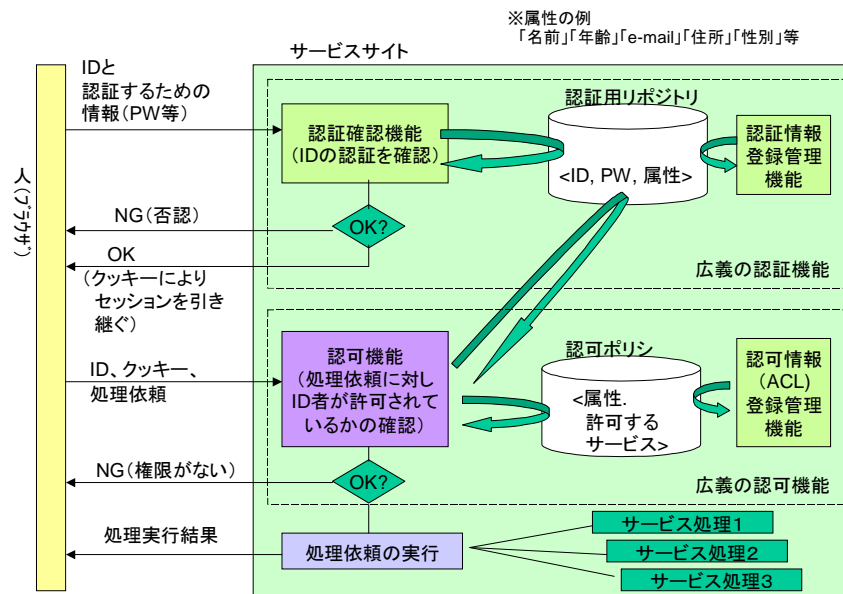 ※属性の例
「名前」「年齢」「e-mail」「住所」「性別」等
サービスサイト
IDと
認証するための
情報(PW等)
認証確認機能
(IDの認証を確認)
認証用リポジトリ
<ID, PW, 属性>
認証情報
登録管理
機能
人(ブラウザ)
NG(否認)
OK?
OK
(クッキーにより
セッションを引き
継ぐ)
広義の認証機能
ID、クッキー、
処理依頼
認可機能
(処理依頼に対し
ID者が許可されて
いるかの確認)
認可ポリシ
<属性.
許可する
サービス>
認可情報
(ACL)
登録管理
機能
NG(権限がない)
OK?
広義の認可機能
処理実行結果
処理依頼の実行
サービス処理1
サービス処理2
サービス処理3